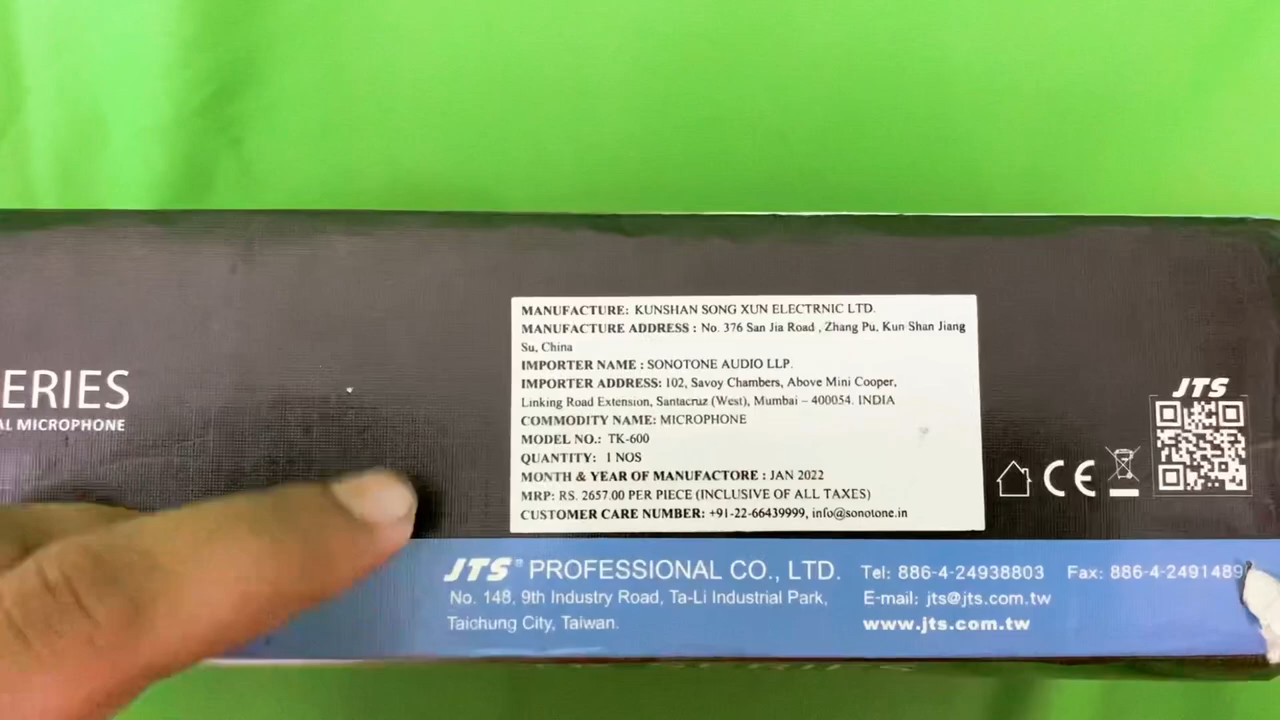 ERIES
AL MICROPHONE
MANUFACTURE: KUNSHAN SONG XUN ELECTRNIC LTD.
MANUFACTURE ADDRESS : No. 376 San Jia Road , Zhang Pu, Kun Shan Jiang
Su, China
IMPORTER NAME : SONOTONE AUDIO LLP.
IMPORTER ADDRESS: 102, Savoy Chambers, Above Mini Cooper,
Linking Road Extension, Santacruz (West), Mumbai – 400054. INDIA
COMMODITY NAME: MICROPHONE
MODEL NO.: TK-600
QUANTITY: 1 NOS
MONTH & YEAR OF MANUFACTORE : JAN 2022
MRP: RS. 2657.00 PER PIECE (INCLUSIVE OF ALL TAXES)
CUSTOMER CARE NUMBER: +91-22-66439999, info@sonotone.in
JTS
CE
JTS® PROFESSIONAL CO., LTD.
No. 148, 9th Industry Road, Ta-Li Industrial Park,
Taichung City, Taiwan.
Tel: 886-4-24938803 Fax: 886-4-2491489
E-mail: jts@jts.com.tw
www.jts.com.tw